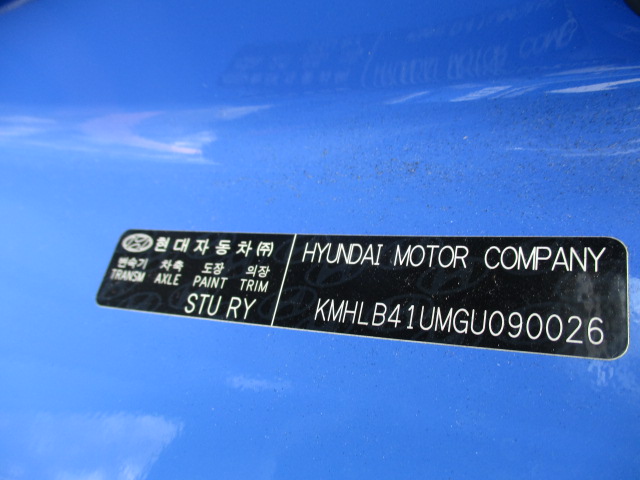 현대자동차㈜
변속기 차축 도장 의장
TRANSM AXLE PAINT TRIM
STU RY
HYUNDAI MOTOR COMPANY
KMHLB41UMGU090026